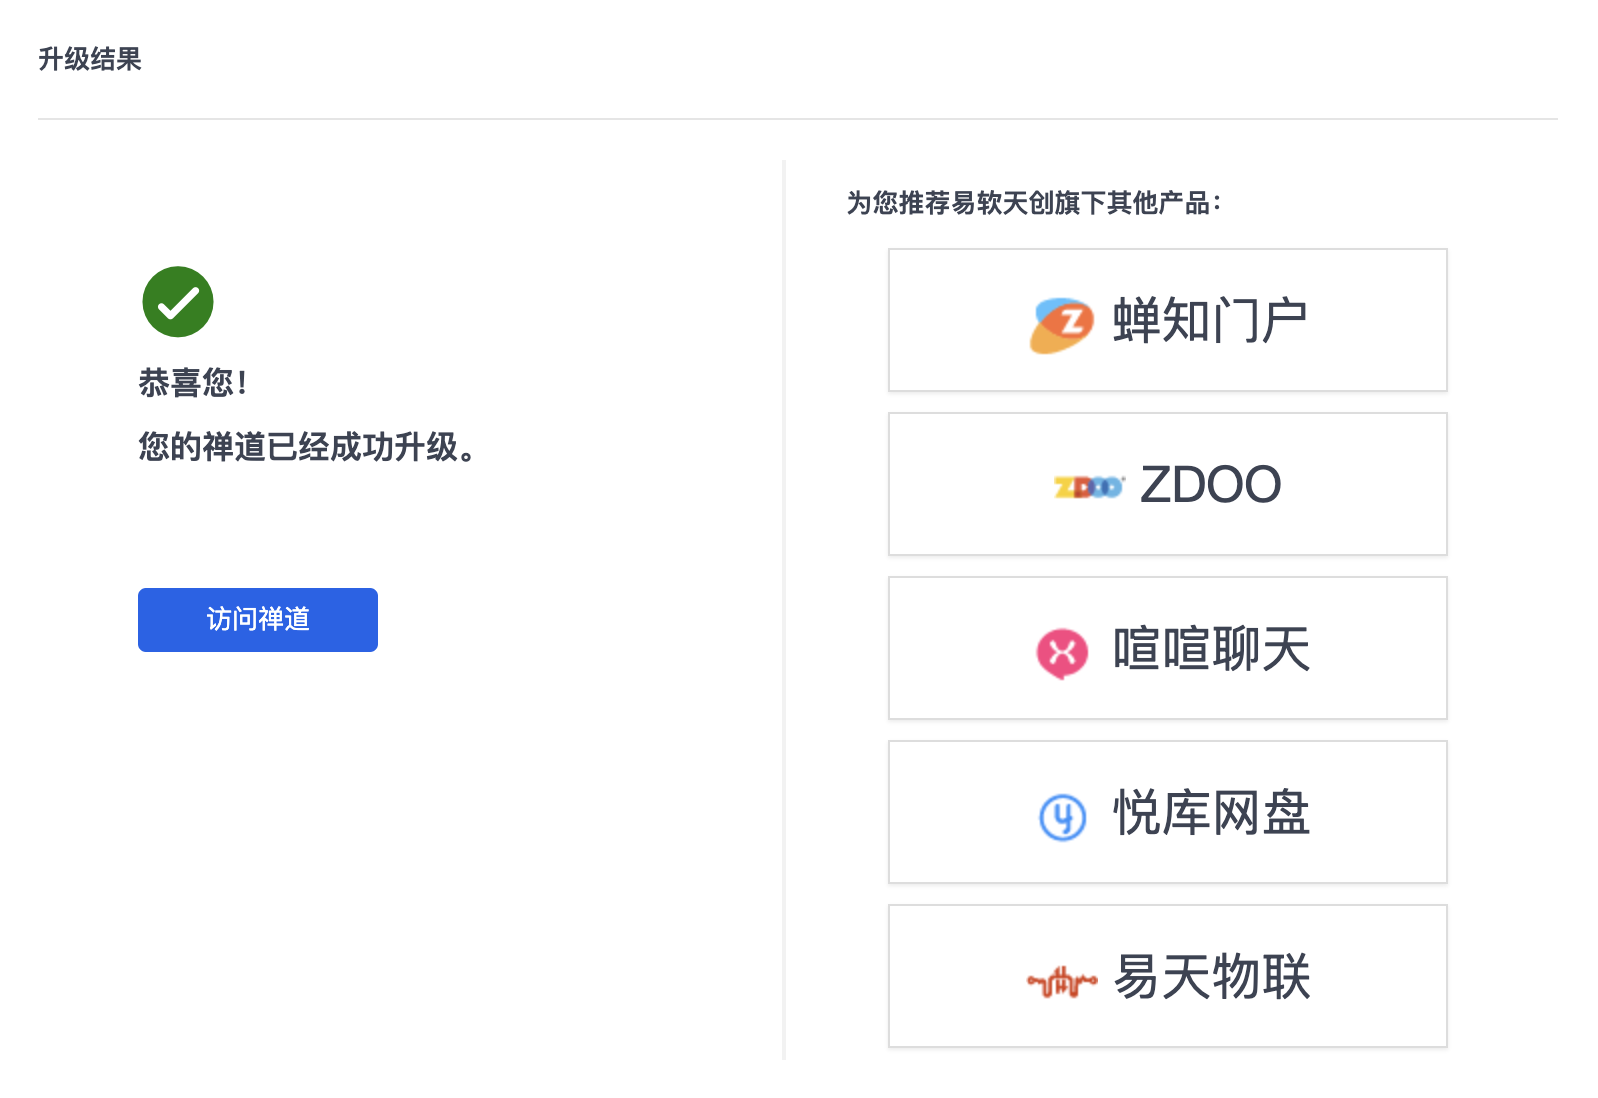 升级结果
恭喜您！
您的禅道已经成功升级。
访问禅道
为您推荐易软天创旗下其他产品：
蝉知门户
ZDOO
ZDOO
喧喧聊天
悦库网盘
易天物联